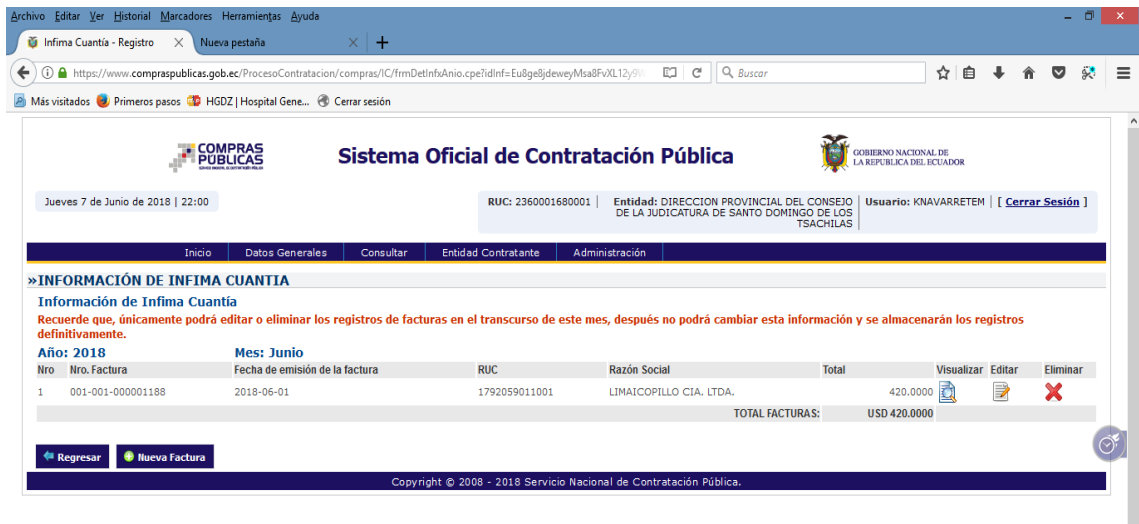 Archivo Editar Ver Historial Marcadores Herramientas Ayuda
Infima Cuantía - Registro
Nueva pestaña
https://www.compraspublicas.gob.ec/ProcesoContratacion/compras/IC/frmDetInfxAnio.cpe?idInf=Eu8ge8jdeweyMsa8FvXL12y9W
Buscar
Más visitados Primeros pasos HGDZ | Hospital Gene... Cerrar sesión
COMPRAS
PÚBLICAS
Sistema Oficial de Contratación Pública
GOBIERNO NACIONAL DE
LA REPUBLICA DEL ECUADOR
Jueves 7 de Junio de 2018 | 22:00
RUC: 2360001680001 | Entidad: DIRECCION PROVINCIAL DEL CONSEJO
DE LA JUDICATURA DE SANTO DOMINGO DE LOS
TSACHILAS
Usuario: KNAVARRETEM | [ Cerrar Sesión ]
Inicio Datos Generales Consultar Entidad Contratante Administración
»INFORMACIÓN DE INFIMA CUANTIA
Información de Infima Cuantía
Recuerde que, únicamente podrá editar o eliminar los registros de facturas en el transcurso de este mes, después no podrá cambiar esta información y se almacenarán los registros
definitivamente.
Año: 2018 Mes: Junio
Nro Nro. Factura Fecha de emisión de la factura RUC Razón Social Total Visualizar Editar Eliminar
1 001-001-000001188 2018-06-01 1792059011001 LIMAICOPILLO CIA. LTDA. 420.0000
TOTAL FACTURAS: USD 420.0000
Regresar Nueva Factura
Copyright © 2008 - 2018 Servicio Nacional de Contratación Pública.